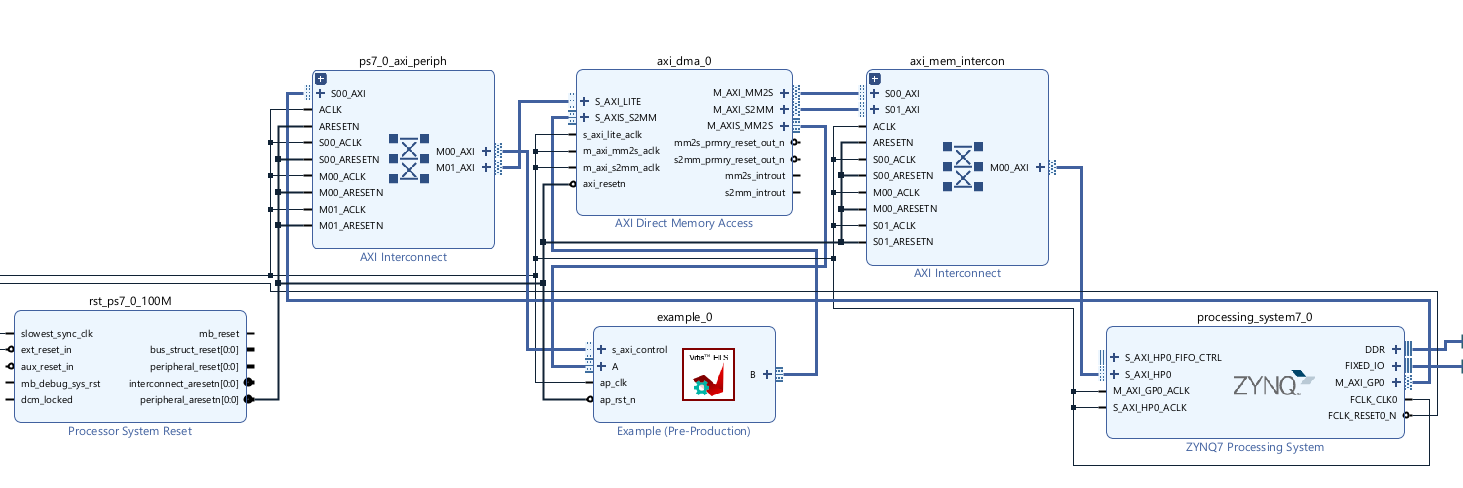 ps7_0_axi_periph
S00_AXI
ACLK
ARESETN
S00_ACLK
S00_ARESETN
M00_ACLK
M00_ARESETN
M01_ACLK
M01_ARESETN
M00_AXI
M01_AXI
AXI Interconnect
axi_dma_0
S_AXI_LITE
S_AXIS_S2MM
s_axi_lite_aclk
m_axi_mm2s_aclk
m_axi_s2mm_aclk
axi_resetn
M_AXI_MM2S
M_AXI_S2MM
M_AXIS_MM2S
mm2s_prmry_reset_out_n
s2mm_prmry_reset_out_n
mm2s_introut
s2mm_introut
AXI Direct Memory Access
axi_mem_intercon
S00_AXI
S01_AXI
ACLK
ARESETN
S00_ACLK
S00_ARESETN
M00_ACLK
M00_ARESETN
S01_ACLK
S01_ARESETN
M00_AXI
AXI Interconnect
rst_ps7_0_100M
slowest_sync_clk
ext_reset_in
aux_reset_in
mb_debug_sys_rst
dcm_locked
mb_reset
bus_struct_reset[0:0]
peripheral_reset[0:0]
interconnect_aresetn[0:0]
peripheral_aresetn[0:0]
Processor System Reset
example_0
s_axi_control
A
ap_clk
ap_rst_n
Vitis™ HLS
B
Example (Pre-Production)
processing_system7_0
S_AXI_HP0_FIFO_CTRL
S_AXI_HP0
M_AXI_GP0_ACLK
S_AXI_HP0_ACLK
ZYNQ
DDR
FIXED_IO
M_AXI_GP0
FCLK_CLK0
FCLK_RESET0_N
ZYNQ7 Processing System